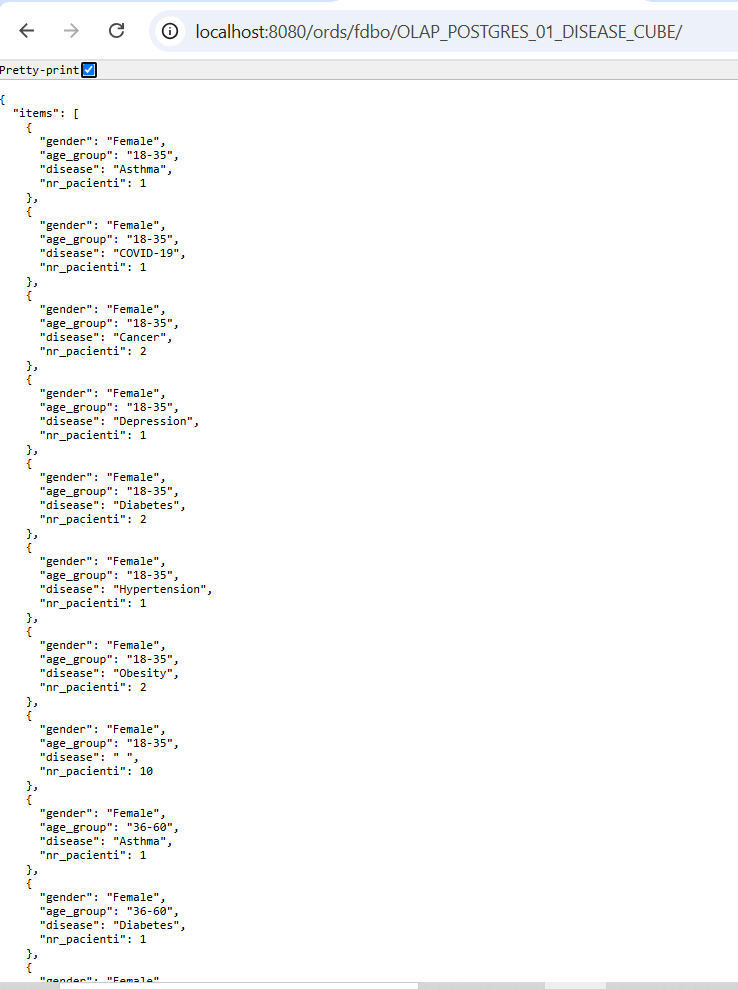 localhost:8080/ords/fdbo/OLAP_POSTGRES_01_DISEASE_CUBE/
Pretty-print
{
  "items": [
    {
      "gender": "Female",
      "age_group": "18-35",
      "disease": "Asthma",
      "nr_pacienti": 1
    },
    {
      "gender": "Female",
      "age_group": "18-35",
      "disease": "COVID-19",
      "nr_pacienti": 1
    },
    {
      "gender": "Female",
      "age_group": "18-35",
      "disease": "Cancer",
      "nr_pacienti": 2
    },
    {
      "gender": "Female",
      "age_group": "18-35",
      "disease": "Depression",
      "nr_pacienti": 1
    },
    {
      "gender": "Female",
      "age_group": "18-35",
      "disease": "Diabetes",
      "nr_pacienti": 2
    },
    {
      "gender": "Female",
      "age_group": "18-35",
      "disease": "Hypertension",
      "nr_pacienti": 1
    },
    {
      "gender": "Female",
      "age_group": "18-35",
      "disease": "Obesity",
      "nr_pacienti": 2
    },
    {
      "gender": "Female",
      "age_group": "18-35",
      "disease": " ",
      "nr_pacienti": 10
    },
    {
      "gender": "Female",
      "age_group": "36-60",
      "disease": "Asthma",
      "nr_pacienti": 1
    },
    {
      "gender": "Female",
      "age_group": "36-60",
      "disease": "Diabetes",
      "nr_pacienti": 1
    },
    {
      "gender": "Female"